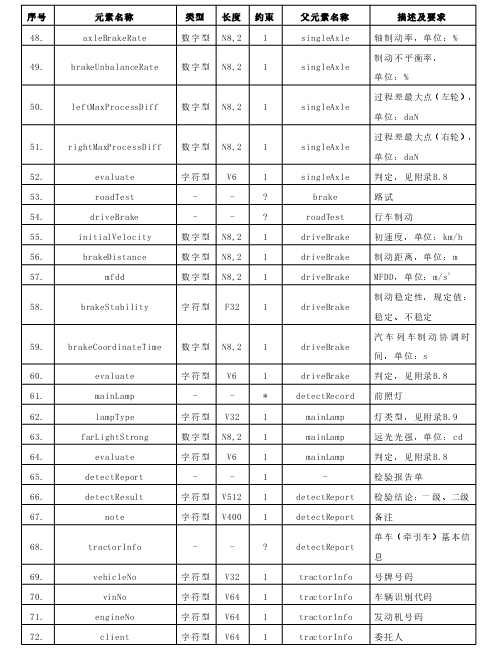 序号 元素名称 类型 长度 约束 父元素名称 描述及要求
48. axleBrakeRate 数字型 N8,2 1 singleAxle 轴制动率，单位：%
49. brakeUnbalanceRate 数字型 N8,2 1 singleAxle 制动不平衡率，
单位：%
50. leftMaxProcessDiff 数字型 N8,2 1 singleAxle 过程差最大点（左轮），
单位：daN
51. rightMaxProcessDiff 数字型 N8,2 1 singleAxle 过程差最大点（右轮），
单位：daN
52. evaluate 字符型 V6 1 singleAxle 判定，见附录B.8
53. roadTest - - ? brake 路试
54. driveBrake - - ? roadTest 行车制动
55. initialVelocity 数字型 N8,2 1 driveBrake 初速度，单位：km/h
56. brakeDistance 数字型 N8,2 1 driveBrake 制动距离，单位：m
57. mfdd 数字型 N8,2 1 driveBrake MFDD，单位：m/s²
58. brakeStability 字符型 F32 1 driveBrake 制动稳定性，规定值：
稳定、不稳定
59. brakeCoordinateTime 数字型 N8,2 1 driveBrake 汽车列车制动协调时
间，单位：s
60. evaluate 字符型 V6 1 driveBrake 判定，见附录B.8
61. mainLamp - - * detectRecord 前照灯
62. lampType 字符型 V32 1 mainLamp 灯类型，见附录B.9
63. farLightStrong 数字型 N8,2 1 mainLamp 远光光强，单位：cd
64. evaluate 字符型 V6 1 mainLamp 判定，见附录B.8
65. detectReport - - 1 - 检验报告单
66. detectResult 字符型 V512 1 detectReport 检验结论：一级、二级
67. note 字符型 V400 1 detectReport 备注
68. tractorInfo - - ? detectReport 单车（牵引车）基本信
息
69. vehicleNo 字符型 V32 1 tractorInfo 号牌号码
70. vinNo 字符型 V64 1 tractorInfo 车辆识别代码
71. engineNo 字符型 V64 1 tractorInfo 发动机号码
72. client 字符型 V64 1 tractorInfo 委托人